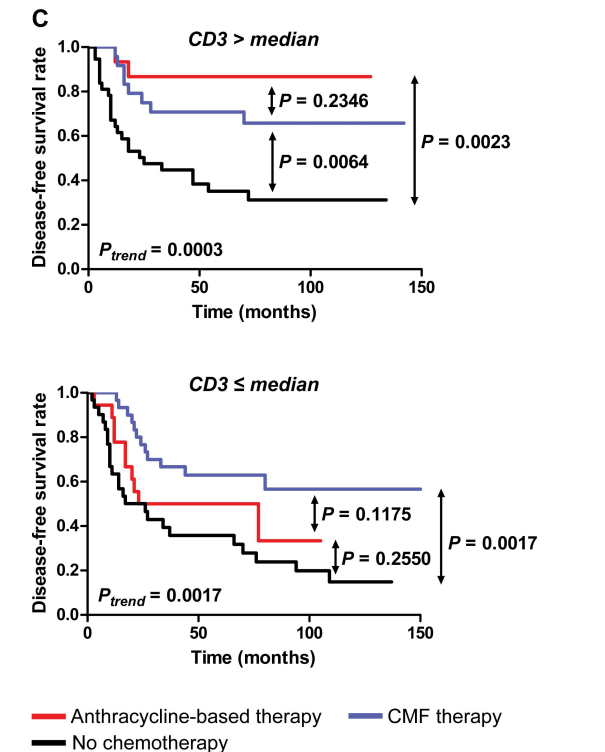 C
CD3 > median
Disease-free survival rate
1.0
0.8
0.6
0.4
0.2
0.0
P = 0.2346
P = 0.0064
P = 0.0023
Ptrend = 0.0003
0 50 100 150
Time (months)
CD3 ≤ median
Disease-free survival rate
1.0
0.8
0.6
0.4
0.2
0.0
P = 0.1175
P = 0.2550
P = 0.0017
Ptrend = 0.0017
0 50 100 150
Time (months)
Anthracycline-based therapy CMF therapy
No chemotherapy